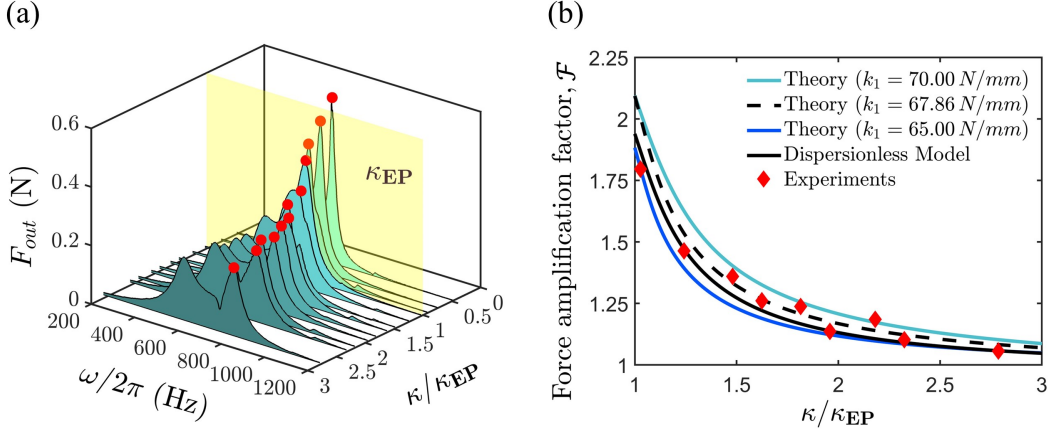 (a)
0.6
0.4
0.2
0
F_out (N)
κ_EP
200
400
600
800
1000
1200
ω/2π (Hz)
0
0.5
1
1.5
2
2.5
3
κ/κ_EP
(b)
2.25
2
1.75
1.5
1.25
1
Force amplification factor, ℱ
Theory (k₁ = 70.00 N/mm)
Theory (k₁ = 67.86 N/mm)
Theory (k₁ = 65.00 N/mm)
Dispersionless Model
Experiments
1
1.5
2
2.5
3
κ/κ_EP